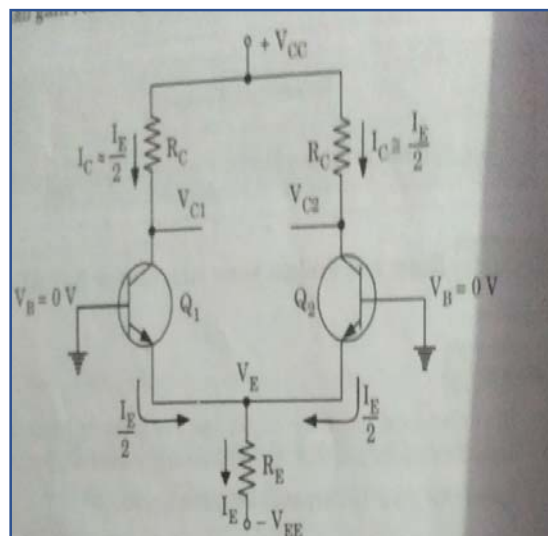 + V_CC
I_C ≅ I_E/2
R_C
R_C
I_C ≅ I_E/2
V_C1
V_C2
V_B = 0 V
Q_1
Q_2
V_B = 0 V
V_E
I_E/2
I_E/2
R_E
I_E
- V_EE